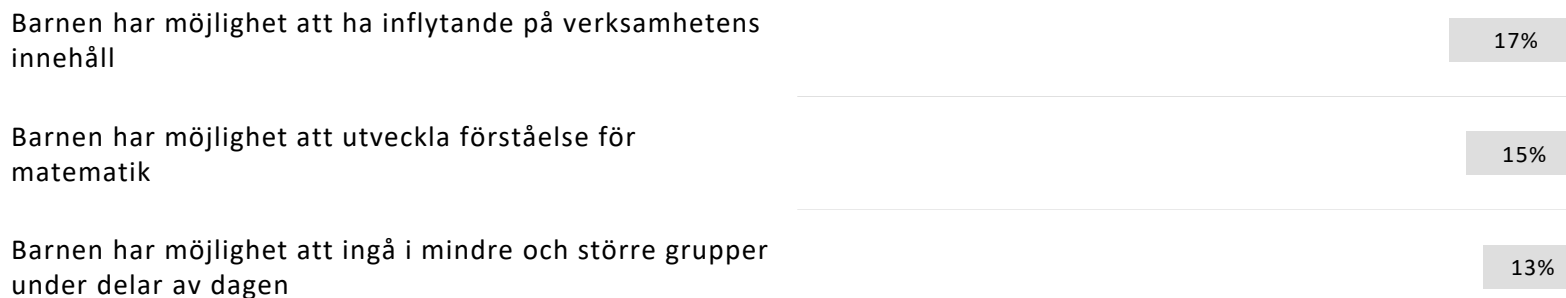 Barnen har möjlighet att ha inflytande på verksamhetens
innehåll
17%
Barnen har möjlighet att utveckla förståelse för
matematik
15%
Barnen har möjlighet att ingå i mindre och större grupper
under delar av dagen
13%